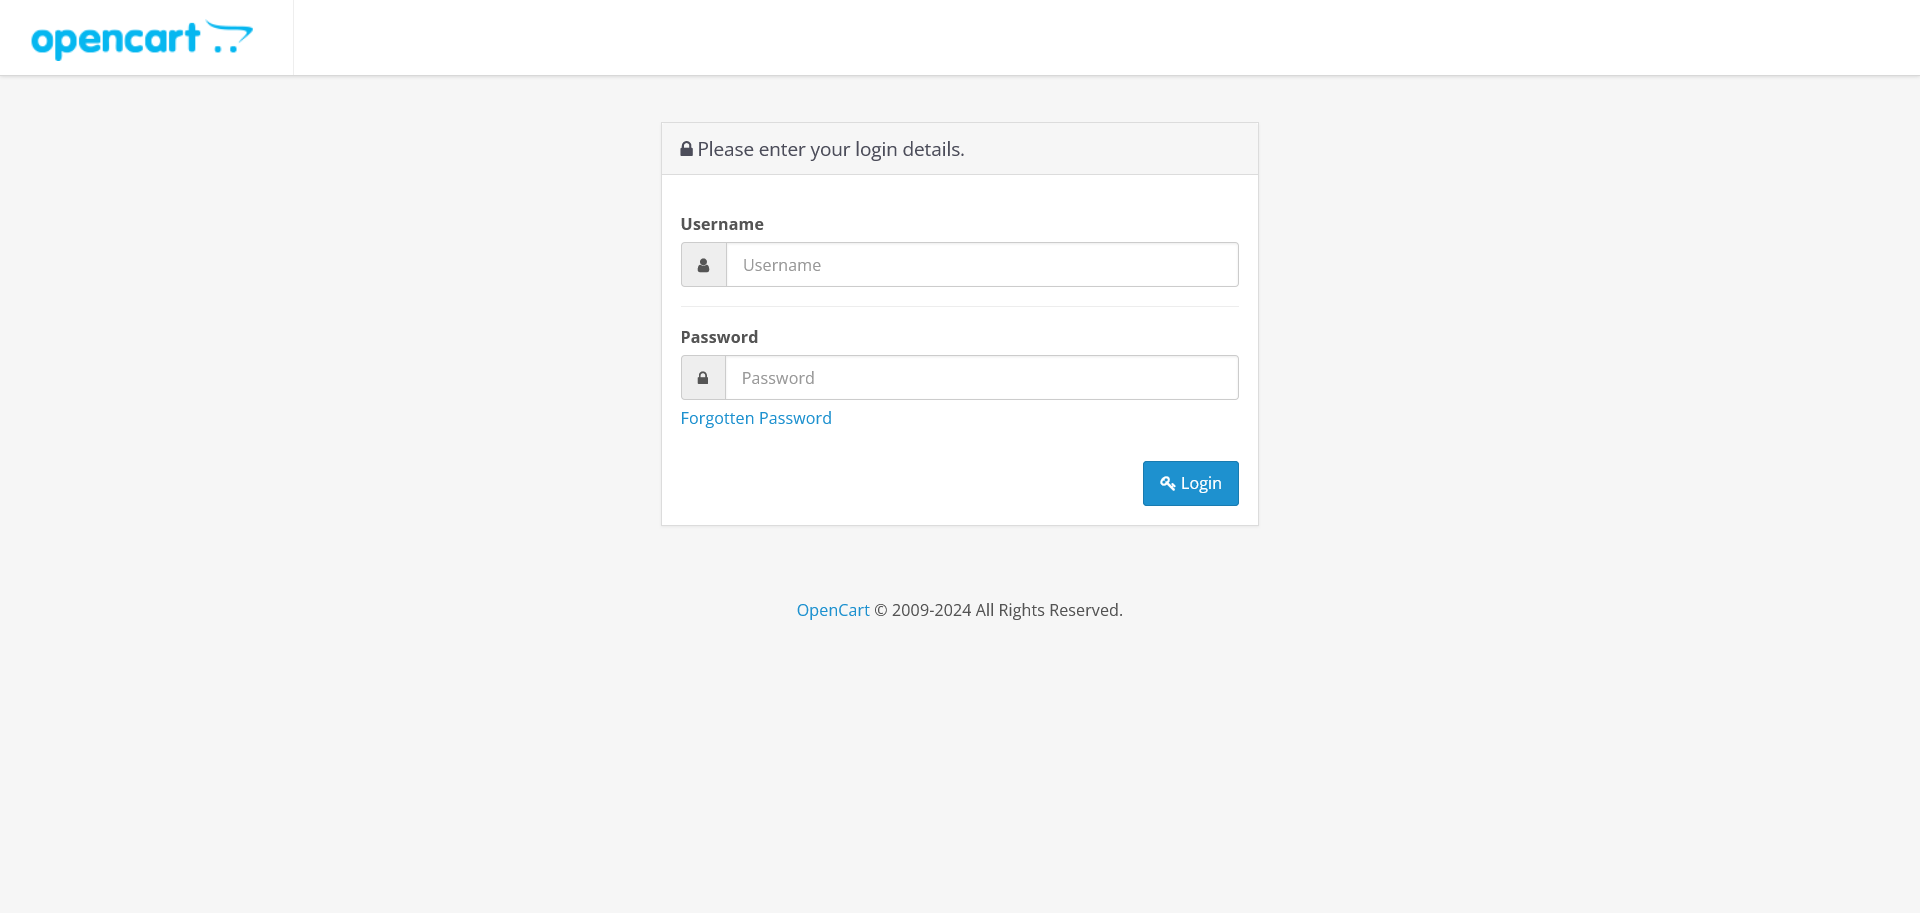 opencart
Please enter your login details.
Username
Username
Password
Password
Forgotten Password
Login
OpenCart © 2009-2024 All Rights Reserved.